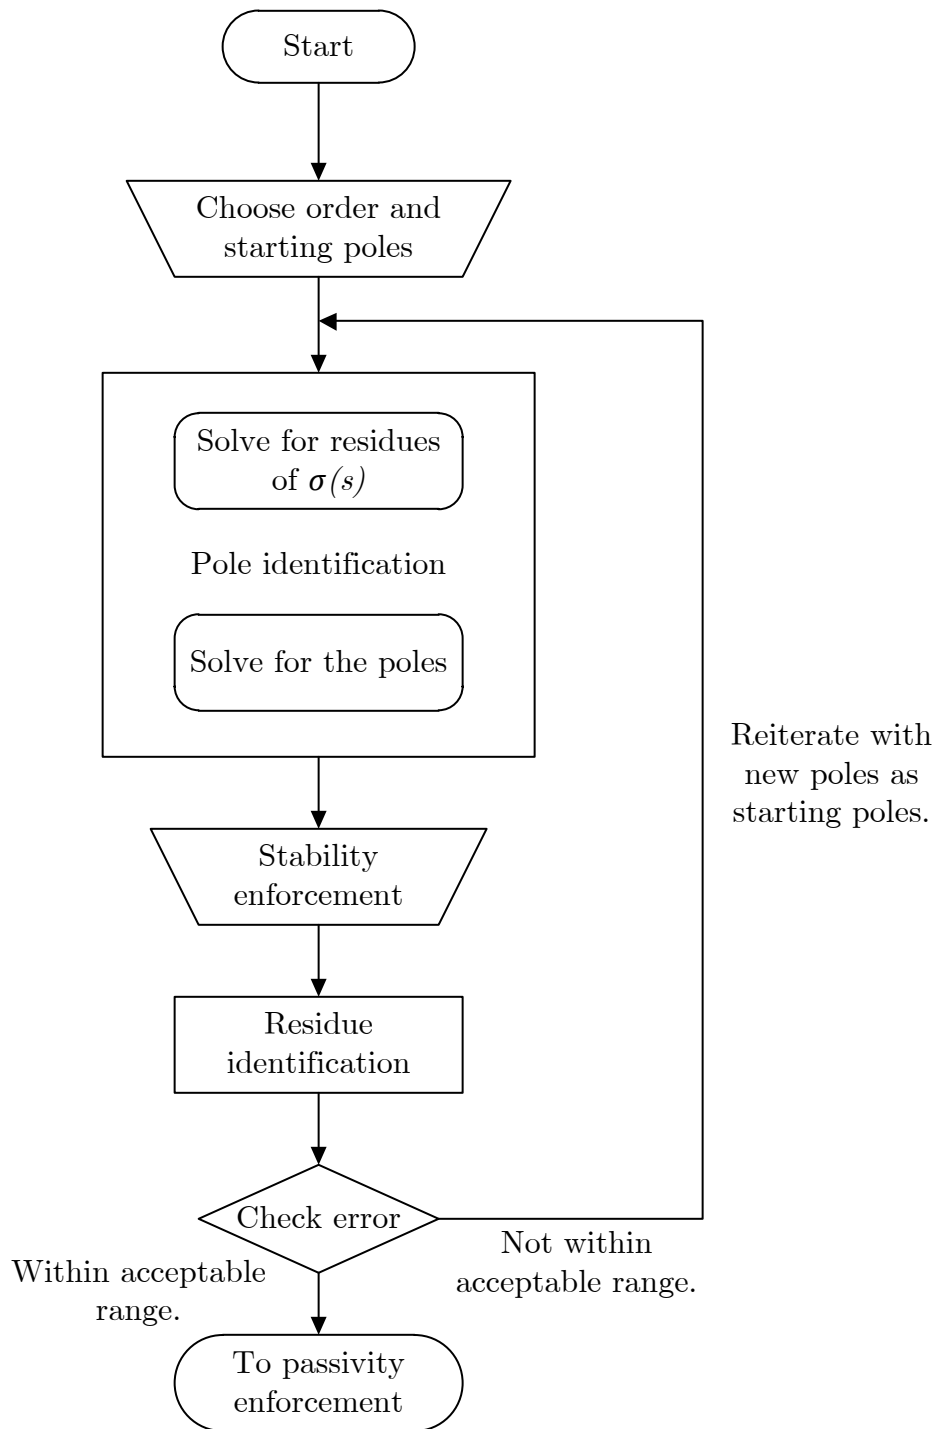 Start
Choose order and
starting poles
Solve for residues
of σ(s)
Pole identification
Solve for the poles
Reiterate with
new poles as
starting poles.
Stability
enforcement
Residue
identification
Check error
Not within
acceptable range.
Within acceptable
range.
To passivity
enforcement